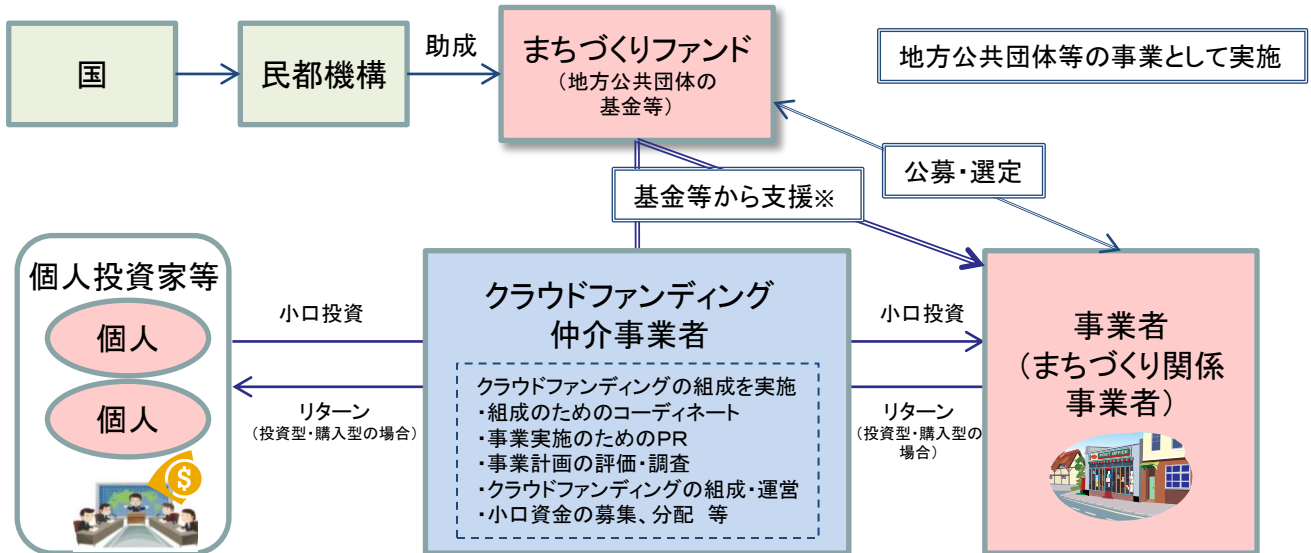 国
民都機構
助成
まちづくりファンド
（地方公共団体の
基金等）
地方公共団体等の事業として実施
公募・選定
基金等から支援※
個人投資家等
個人
個人
小口投資
リターン
（投資型・購入型の場合）
クラウドファンディング
仲介事業者
クラウドファンディングの組成を実施
・組成のためのコーディネート
・事業実施のためのPR
・事業計画の評価・調査
・クラウドファンディングの組成・運営
・小口資金の募集、分配 等
小口投資
リターン
（投資型・購入型の
場合）
事業者
（まちづくり関係
事業者）
POST OFFICE
$